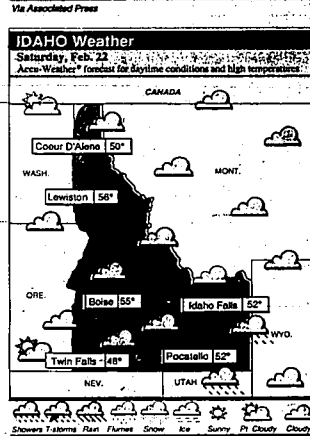 Via Associated Press
IDAHO Weather
Saturday, Feb. 22
Accu-Weather® forecast for daytime conditions and high temperatures
CANADA
Coeur D'Alene 50°
WASH.
MONT.
Lewiston 56°
ORE.
Boise 55°
Idaho Falls 52°
WYO.
Twin Falls 48°
Pocatello 52°
NEV.
UTAH
Showers T-storms Rain Flurries Snow Ice Sunny Pt. Cloudy Cloudy